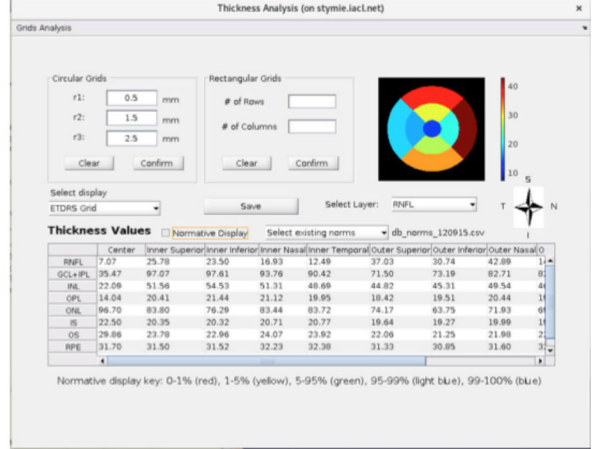 Thickness Analysis (on stymie.iacl.net)
×
Grids Analysis
Circular Grids
r1: 0.5 mm
r2: 1.5 mm
r3: 2.5 mm
Clear Confirm
Rectangular Grids
# of Rows
# of Columns
Clear Confirm
40
30
20
10
S
T N
I
Select display
ETDRS Grid
Save
Select Layer: RNFL
Thickness Values Normative Display Select existing norms db_norms_120915.csv
Center Inner Superior Inner Inferior Inner Nasal Inner Temporal Outer Superior Outer Inferior Outer Nasal O
RNFL 7.07 25.78 23.50 16.93 12.49 37.03 30.74 42.89 1
GCL+IPL 35.47 97.07 97.61 93.76 90.42 71.50 73.19 82.71 8
INL 22.09 51.56 54.53 51.31 48.69 44.82 45.31 49.54 4
OPL 14.04 20.41 21.44 21.12 19.95 18.42 19.51 20.44 1
ONL 96.70 83.80 76.29 83.44 83.72 74.17 63.75 71.93 6
IS 22.50 20.35 20.32 20.71 20.77 19.64 19.27 19.99 1
OS 29.86 23.78 22.96 24.07 23.92 22.06 21.25 21.98 2
RPE 31.70 31.50 31.52 32.23 32.38 31.33 30.85 31.60 3
Normative display key: 0-1% (red), 1-5% (yellow), 5-95% (green), 95-99% (light blue), 99-100% (blue)